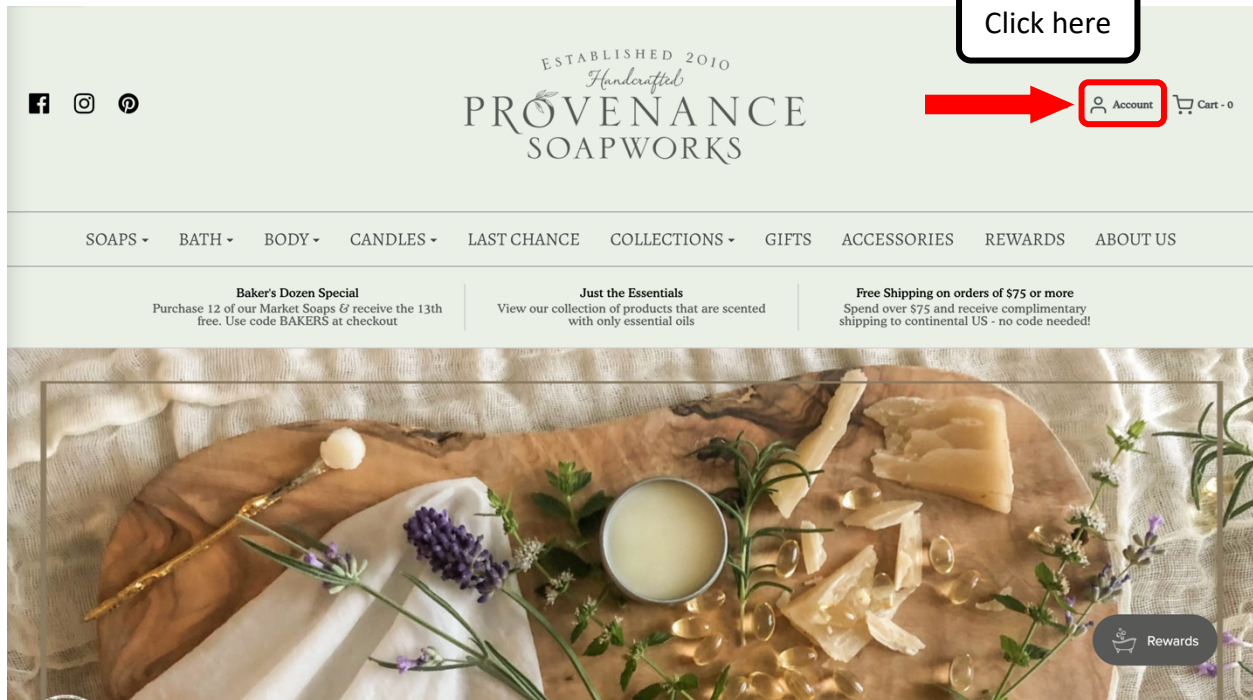 Click here
ESTABLISHED 2010
Handcrafted
PROVENANCE
SOAPWORKS
Account
Cart - 0
SOAPS
BATH
BODY
CANDLES
LAST CHANCE
COLLECTIONS
GIFTS
ACCESSORIES
REWARDS
ABOUT US
Baker's Dozen Special
Purchase 12 of our Market Soaps & receive the 13th
free. Use code BAKERS at checkout
Just the Essentials
View our collection of products that are scented
with only essential oils
Free Shipping on orders of $75 or more
Spend over $75 and receive complimentary
shipping to continental US - no code needed!
Rewards